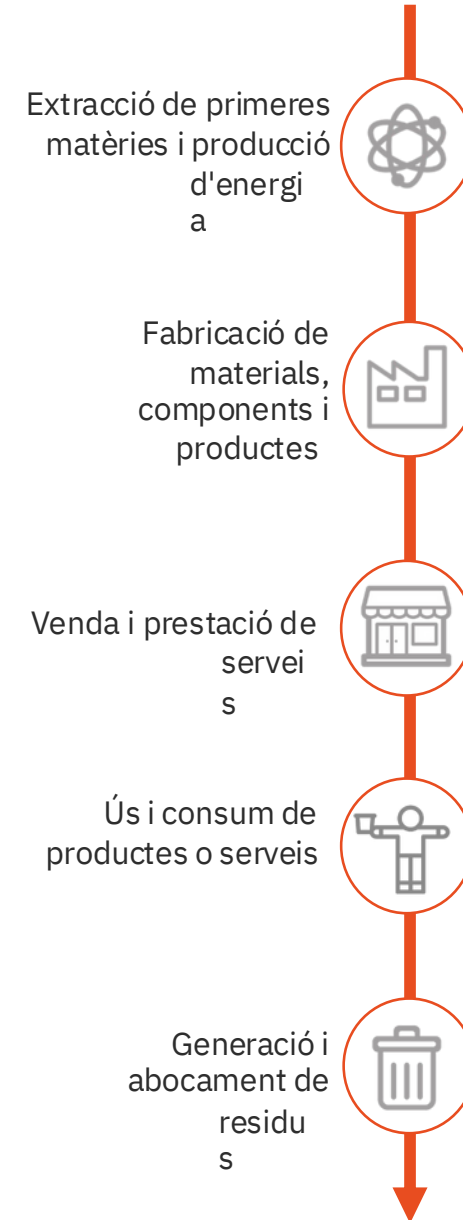 Extracció de primeres
matèries i producció
d'energi
a
Fabricació de
materials,
components i
productes
Venda i prestació de
servei
s
Ús i consum de
productes o serveis
Generació i
abocament de
residu
s